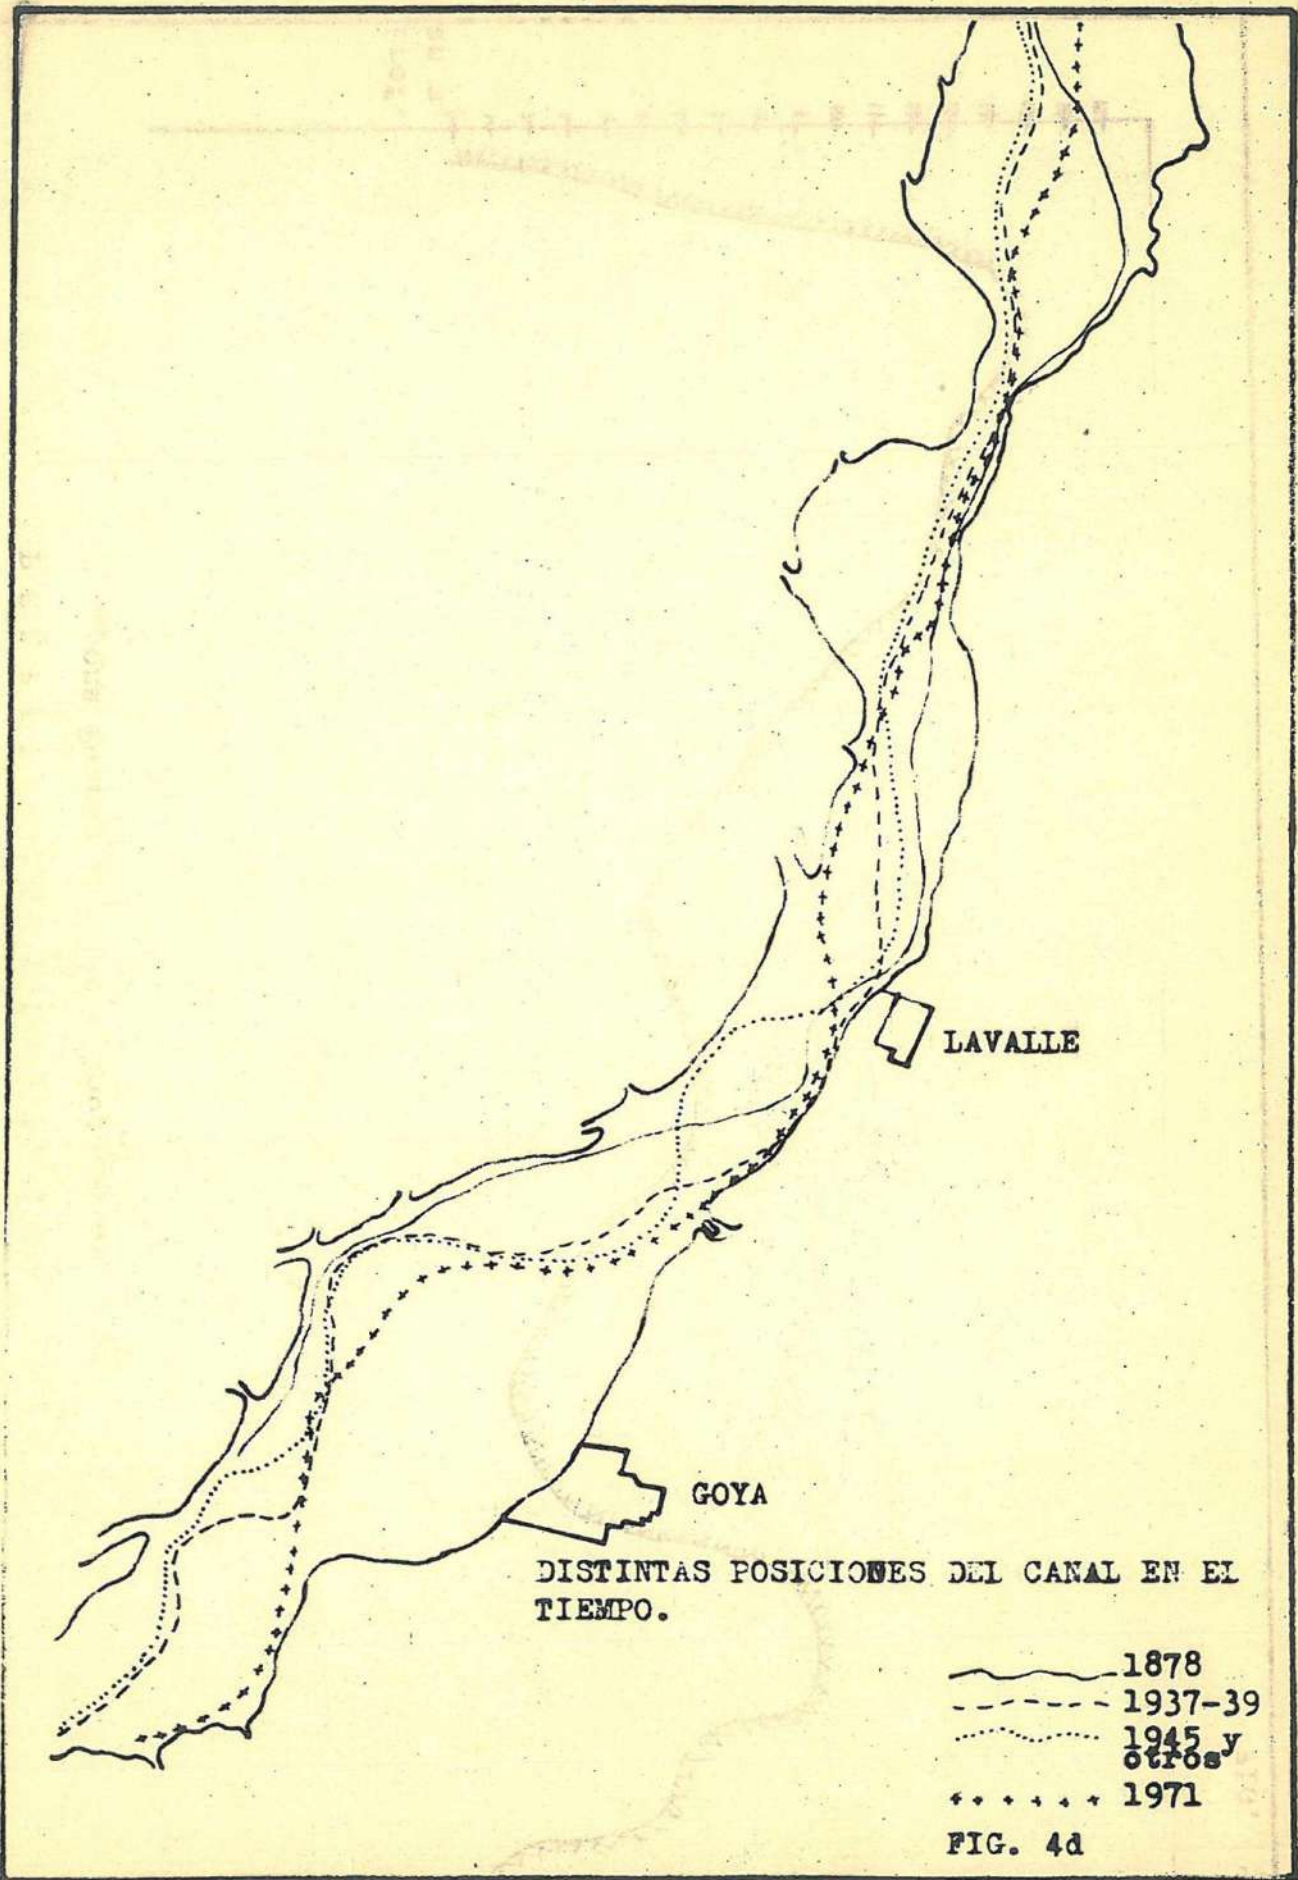 LAVALLE
GOYA
DISTINTAS POSICIONES DEL CANAL EN EL
TIEMPO.
1878
1937-39
1945 y
otros
1971
FIG. 4d